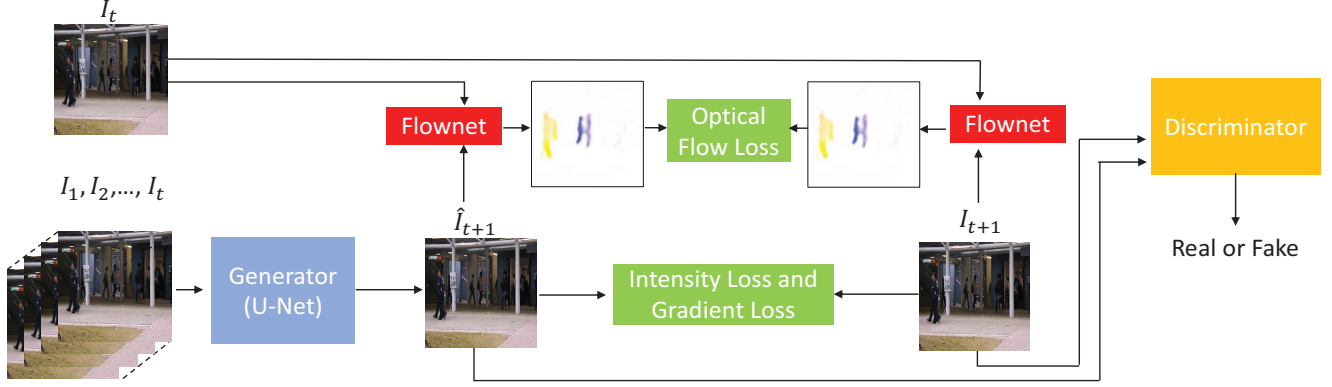 I_t
Flownet
Optical
Flow Loss
Flownet
Discriminator
I_1, I_2,..., I_t
Î_{t+1}
I_{t+1}
Real or Fake
Generator
(U-Net)
Intensity Loss and
Gradient Loss